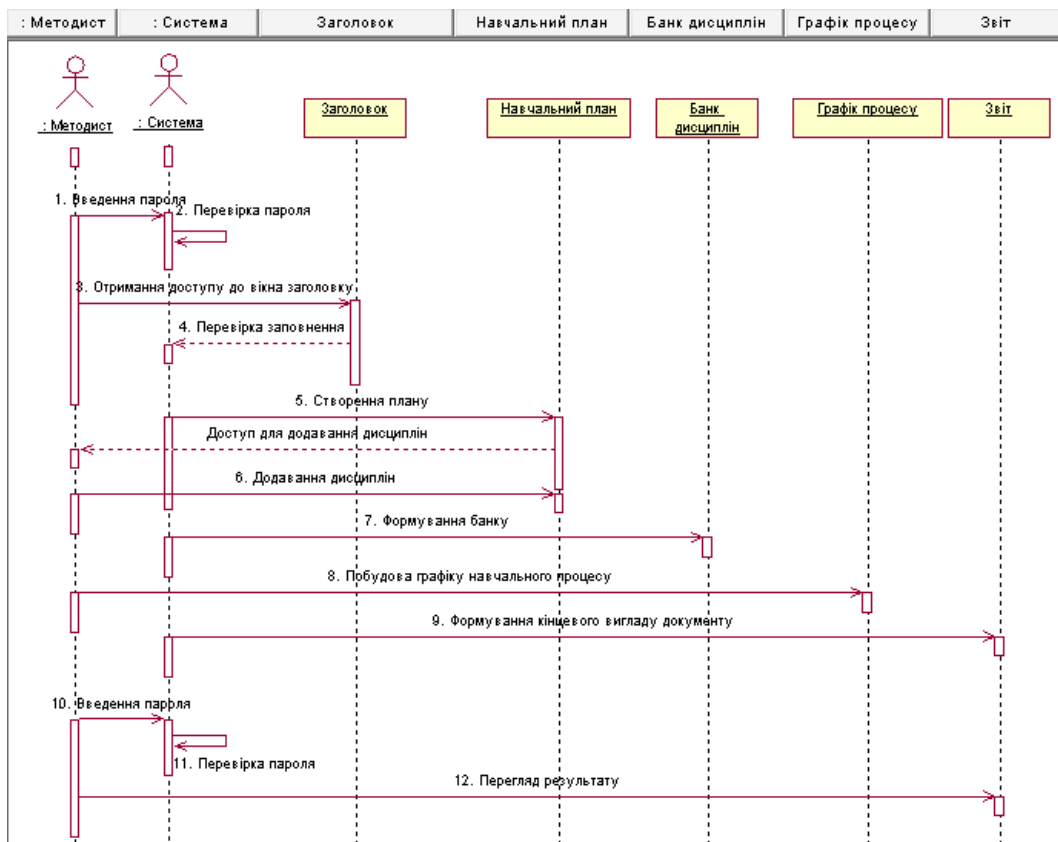 : Методист
: Система
Заголовок
Навчальний план
Банк дисциплін
Графік процесу
Звіт
: Методист
: Система
Заголовок
Навчальний план
Банк
дисциплін
Графік процесу
Звіт
1. Введення пароля
2. Перевірка пароля
3. Отримання доступу до вікна заголовку
4. Перевірка заповнення
5. Створення плану
Доступ для додавання дисциплін
6. Додавання дисциплін
7. Формування банку
8. Побудова графіку навчального процесу
9. Формування кінцевого вигладу документу
10. Введення пароля
11. Перевірка пароля
12. Перегляд результату